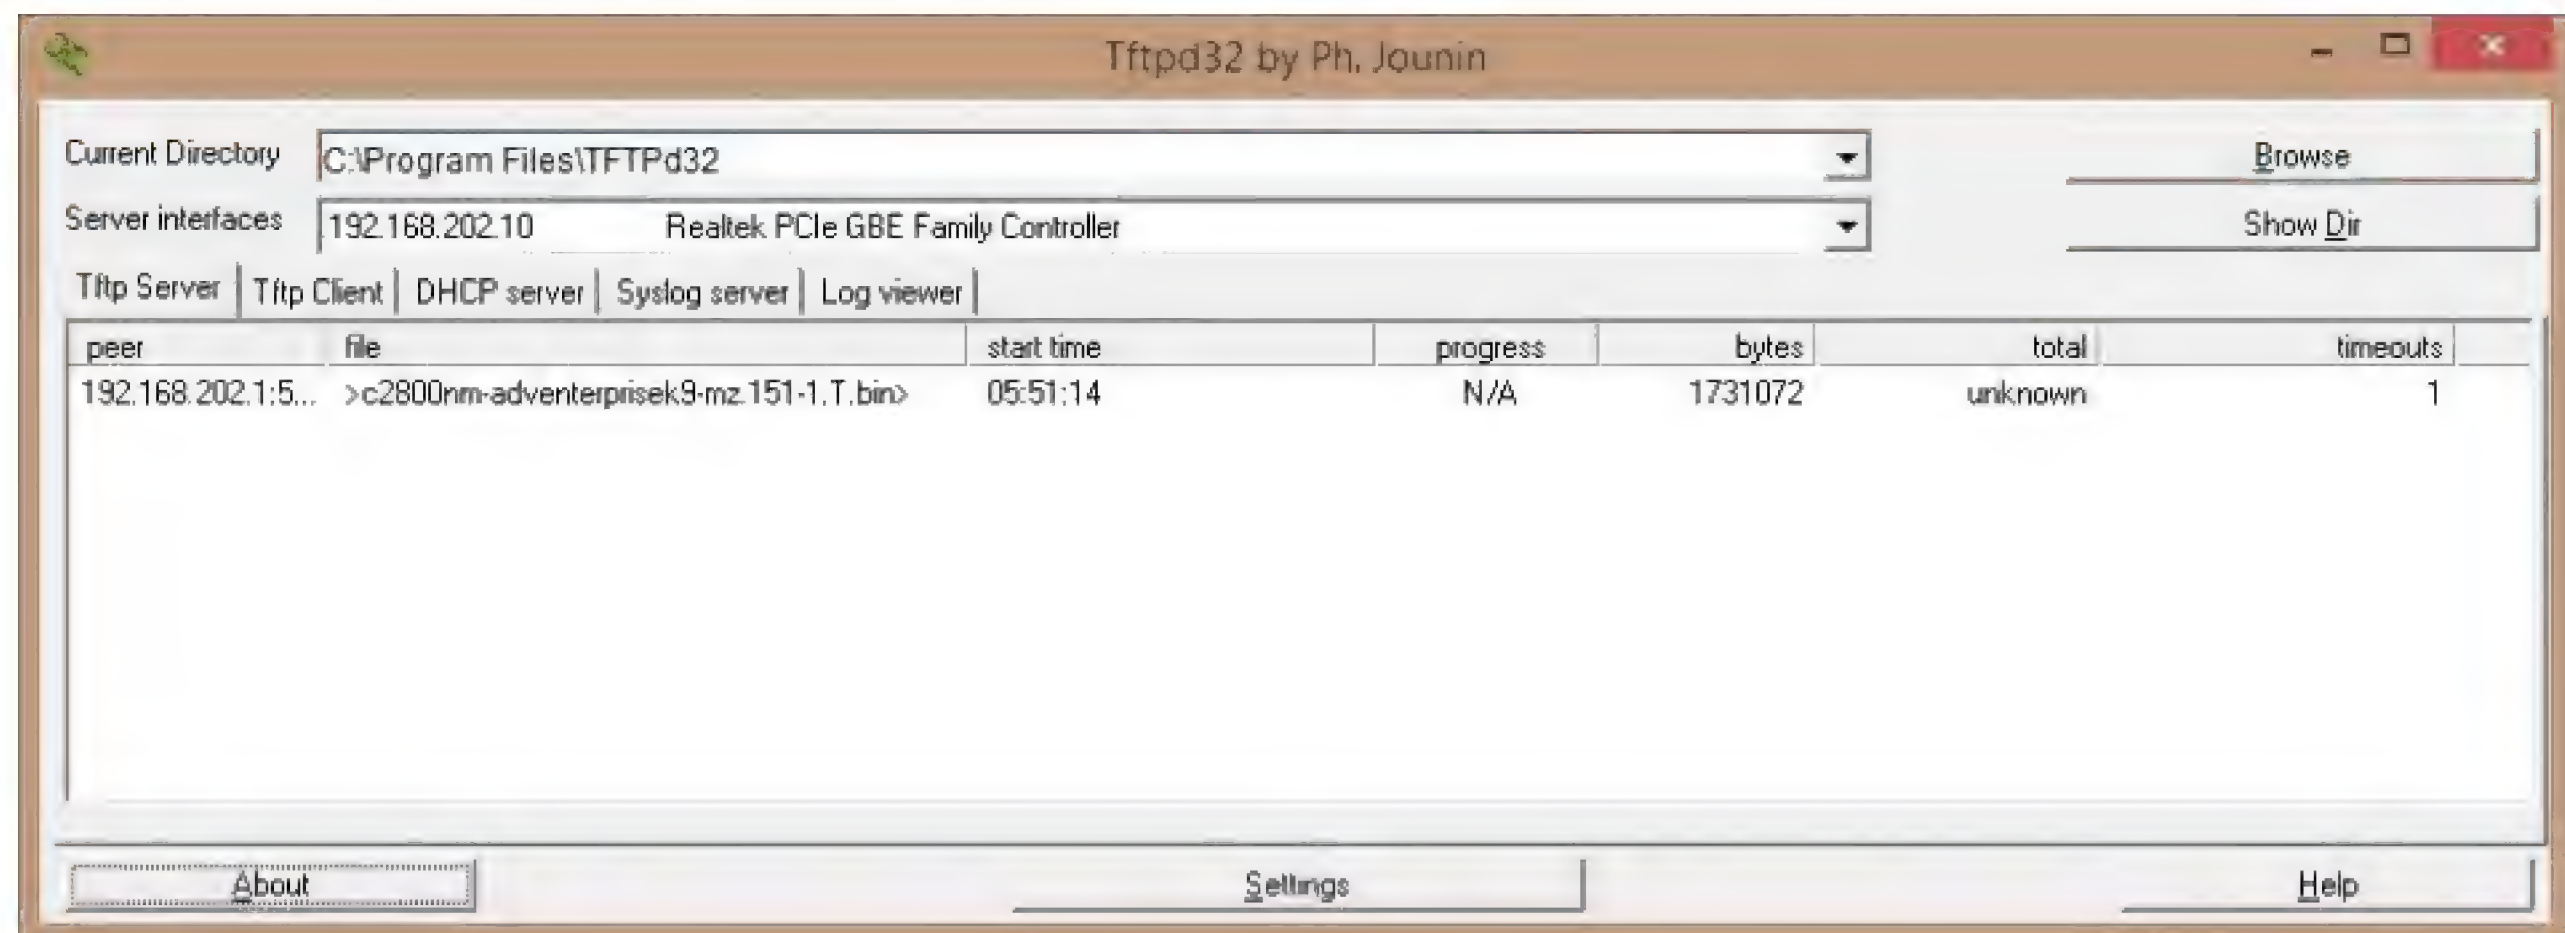 Tftpd32 by Ph. Jounin
Current Directory C:\Program Files\TFTPd32 Browse
Server interfaces 192.168.202.10 Realtek PCIe GBE Family Controller Show Dir
Tftp Server Tftp Client DHCP server Syslog server Log viewer
peer file start time progress bytes total timeouts
192.168.202.1:5... >c2800nm-adventerprisek9-mz.151-1.T.bin> 05:51:14 N/A 1731072 unknown 1
About Settings Help